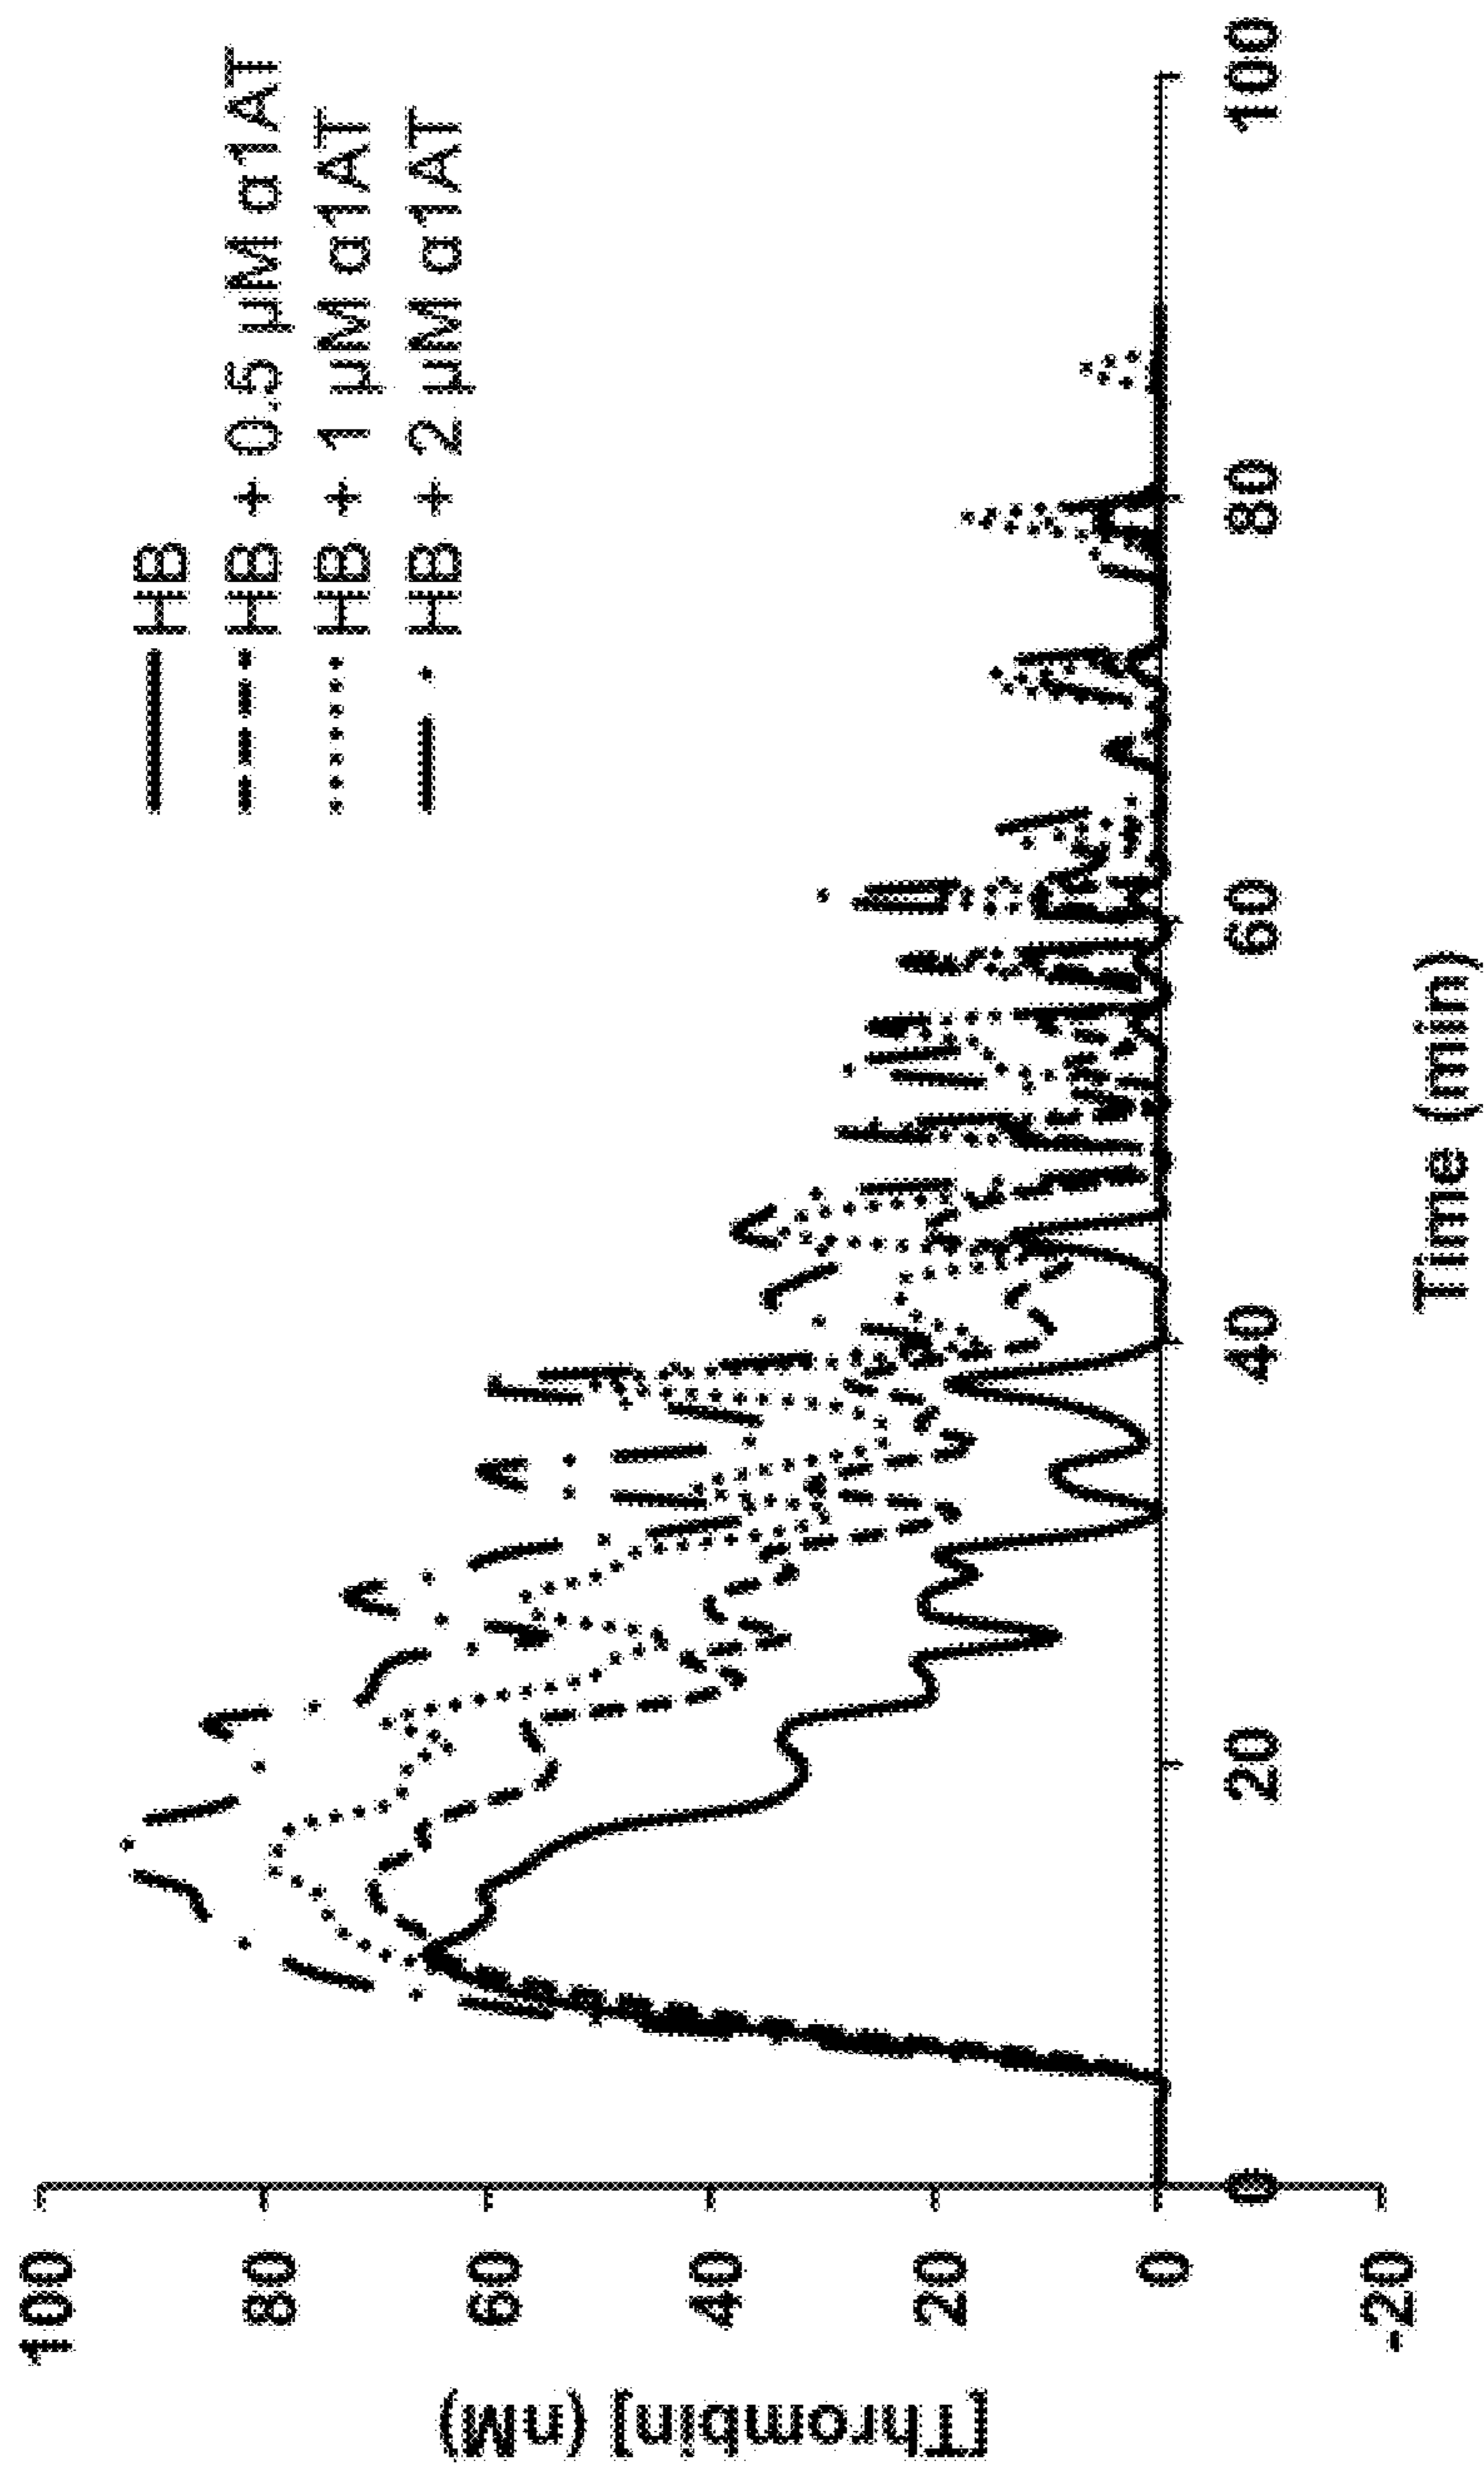 HB
HB + 0.5 µM α1AT
HB + 1 µM α1AT
HB + 2 µM α1AT
[Thrombin] (nM)
100
80
60
40
20
0
-20
0
20
40
60
80
100
Time (min)